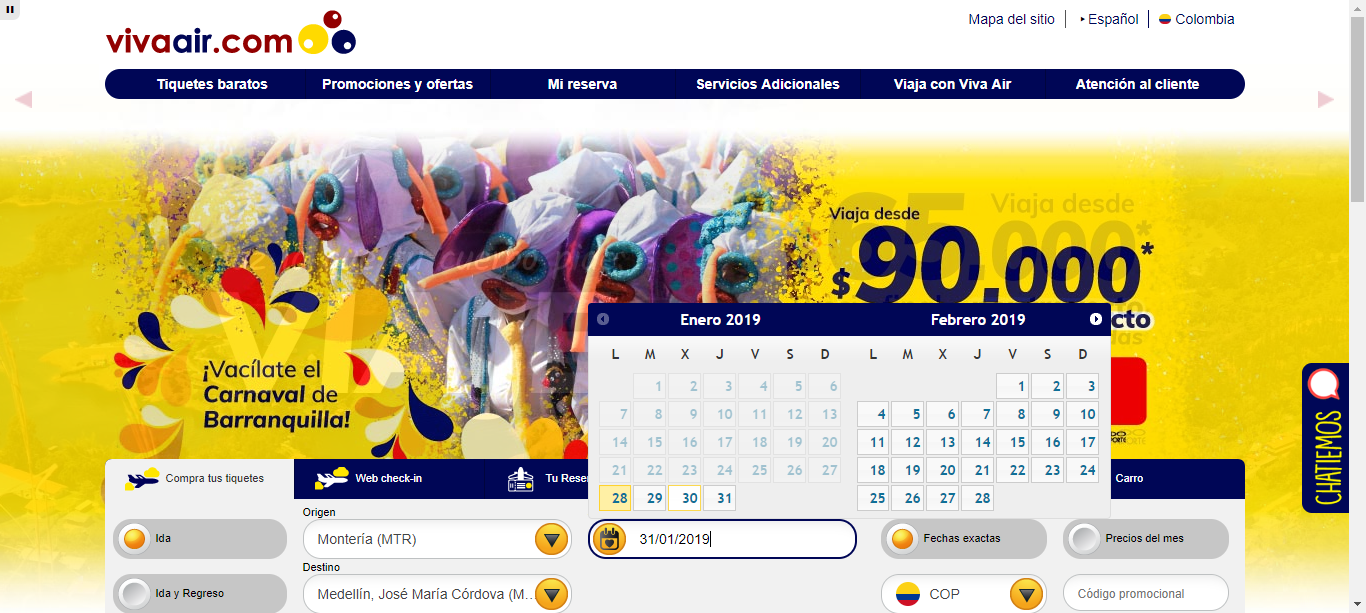 vivaair.com
Mapa del sitio
Español
Colombia
Tiquetes baratos
Promociones y ofertas
Mi reserva
Servicios Adicionales
Viaja con Viva Air
Atención al cliente
Viaja desde
Viaja desde
65.000*
$90.000*
cto
¡Vacílate el
Carnaval de
Barranquilla!
Enero 2019
Febrero 2019
L M X J V S D
L M X J V S D
1 2 3 4 5 6
1 2 3
7 8 9 10 11 12 13
4 5 6 7 8 9 10
14 15 16 17 18 19 20
11 12 13 14 15 16 17
21 22 23 24 25 26 27
18 19 20 21 22 23 24
28 29 30 31
25 26 27 28
CHATIEMOS
Compra tus tiquetes
Web check-in
Tu Rese
Carro
Origen
Ida
Montería (MTR)
31/01/2019
Fechas exactas
Precios del mes
Destino
Ida y Regreso
Medellín, José María Córdova (M...
COP
Código promocional